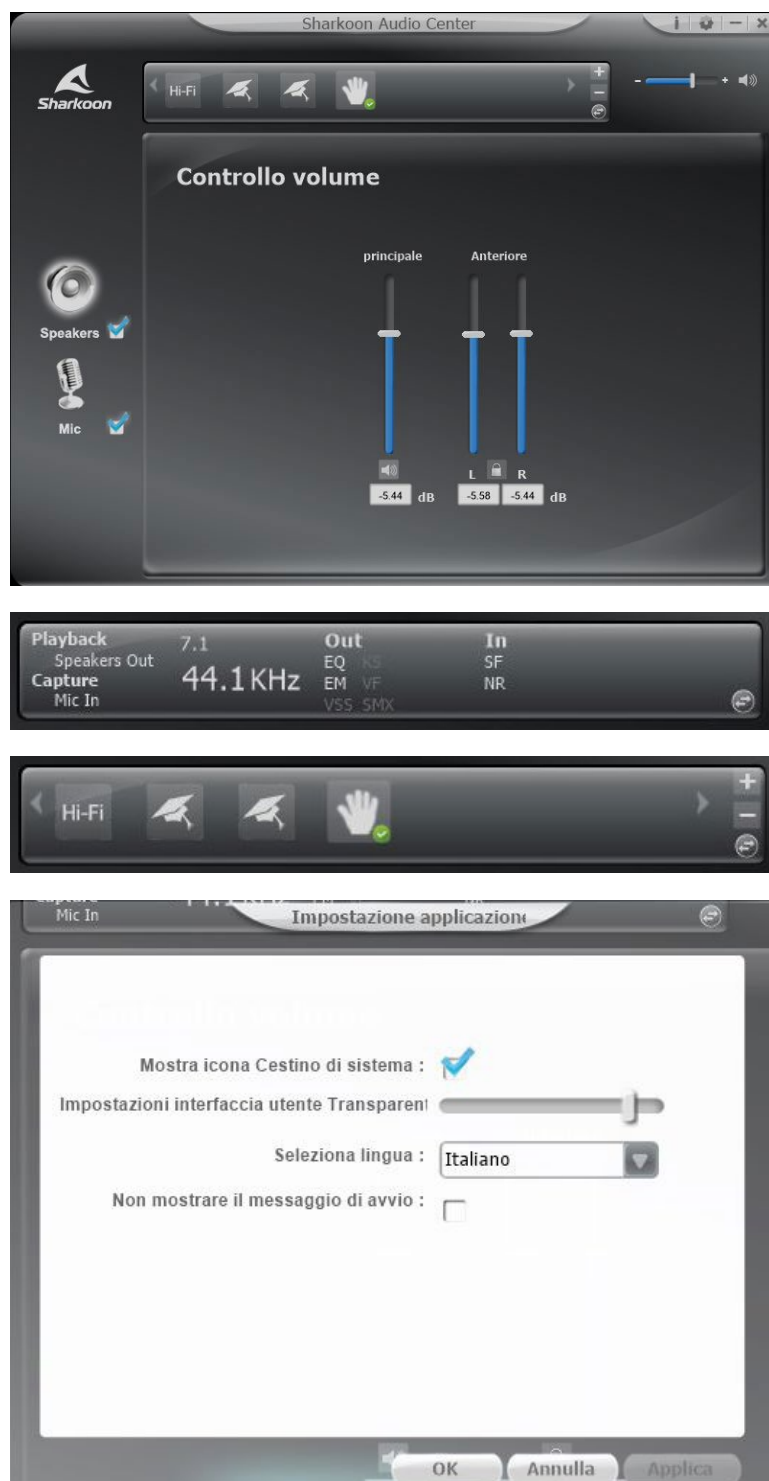 Sharkoon Audio Center
i
Sharkoon
Hi-Fi
- +
Controllo volume
principale Anteriore
Speakers
Mic
L R
-5.44 dB -5.58 -5.44 dB
Playback 7.1 Out In
Speakers Out EQ KS SF
Capture 44.1KHz EM VF NR
Mic In VSS SMX
Hi-Fi
Mic In
Impostazione applicazione
Mostra icona Cestino di sistema :
Impostazioni interfaccia utente Transparent
Seleziona lingua : Italiano
Non mostrare il messaggio di avvio :
OK Annulla Applica